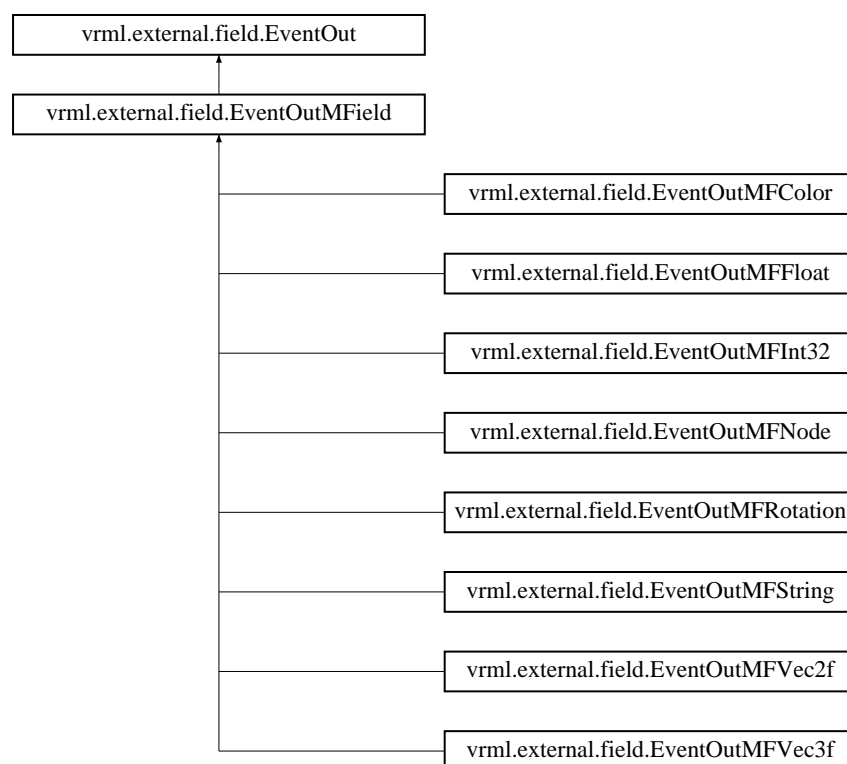 vrml.external.field.EventOut
vrml.external.field.EventOutMField
vrml.external.field.EventOutMFColor
vrml.external.field.EventOutMFFloat
vrml.external.field.EventOutMFInt32
vrml.external.field.EventOutMFNode
vrml.external.field.EventOutMFRotation
vrml.external.field.EventOutMFString
vrml.external.field.EventOutMFVec2f
vrml.external.field.EventOutMFVec3f